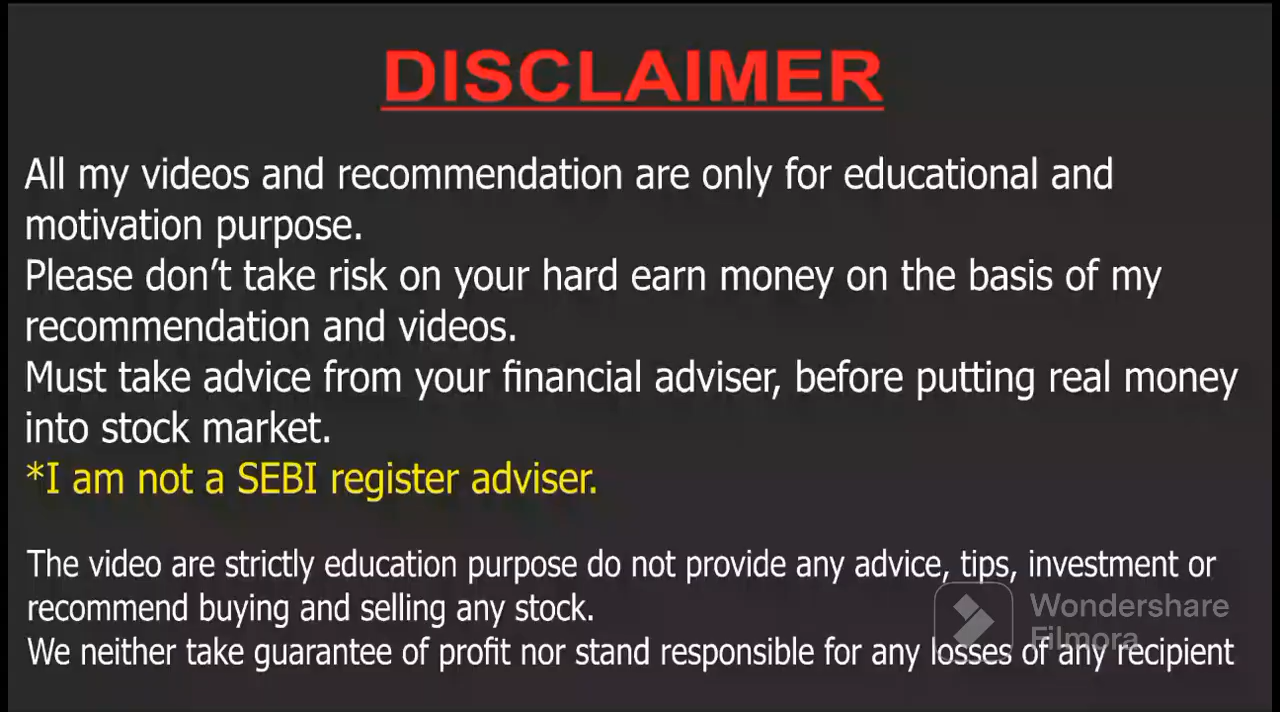 DISCLAIMER
All my videos and recommendation are only for educational and
motivation purpose.
Please don't take risk on your hard earn money on the basis of my
recommendation and videos.
Must take advice from your financial adviser, before putting real money
into stock market.
*I am not a SEBI register adviser.
The video are strictly education purpose do not provide any advice, tips, investment or
recommend buying and selling any stock.
We neither take guarantee of profit nor stand responsible for any losses of any recipient
Wondershare
Filmora